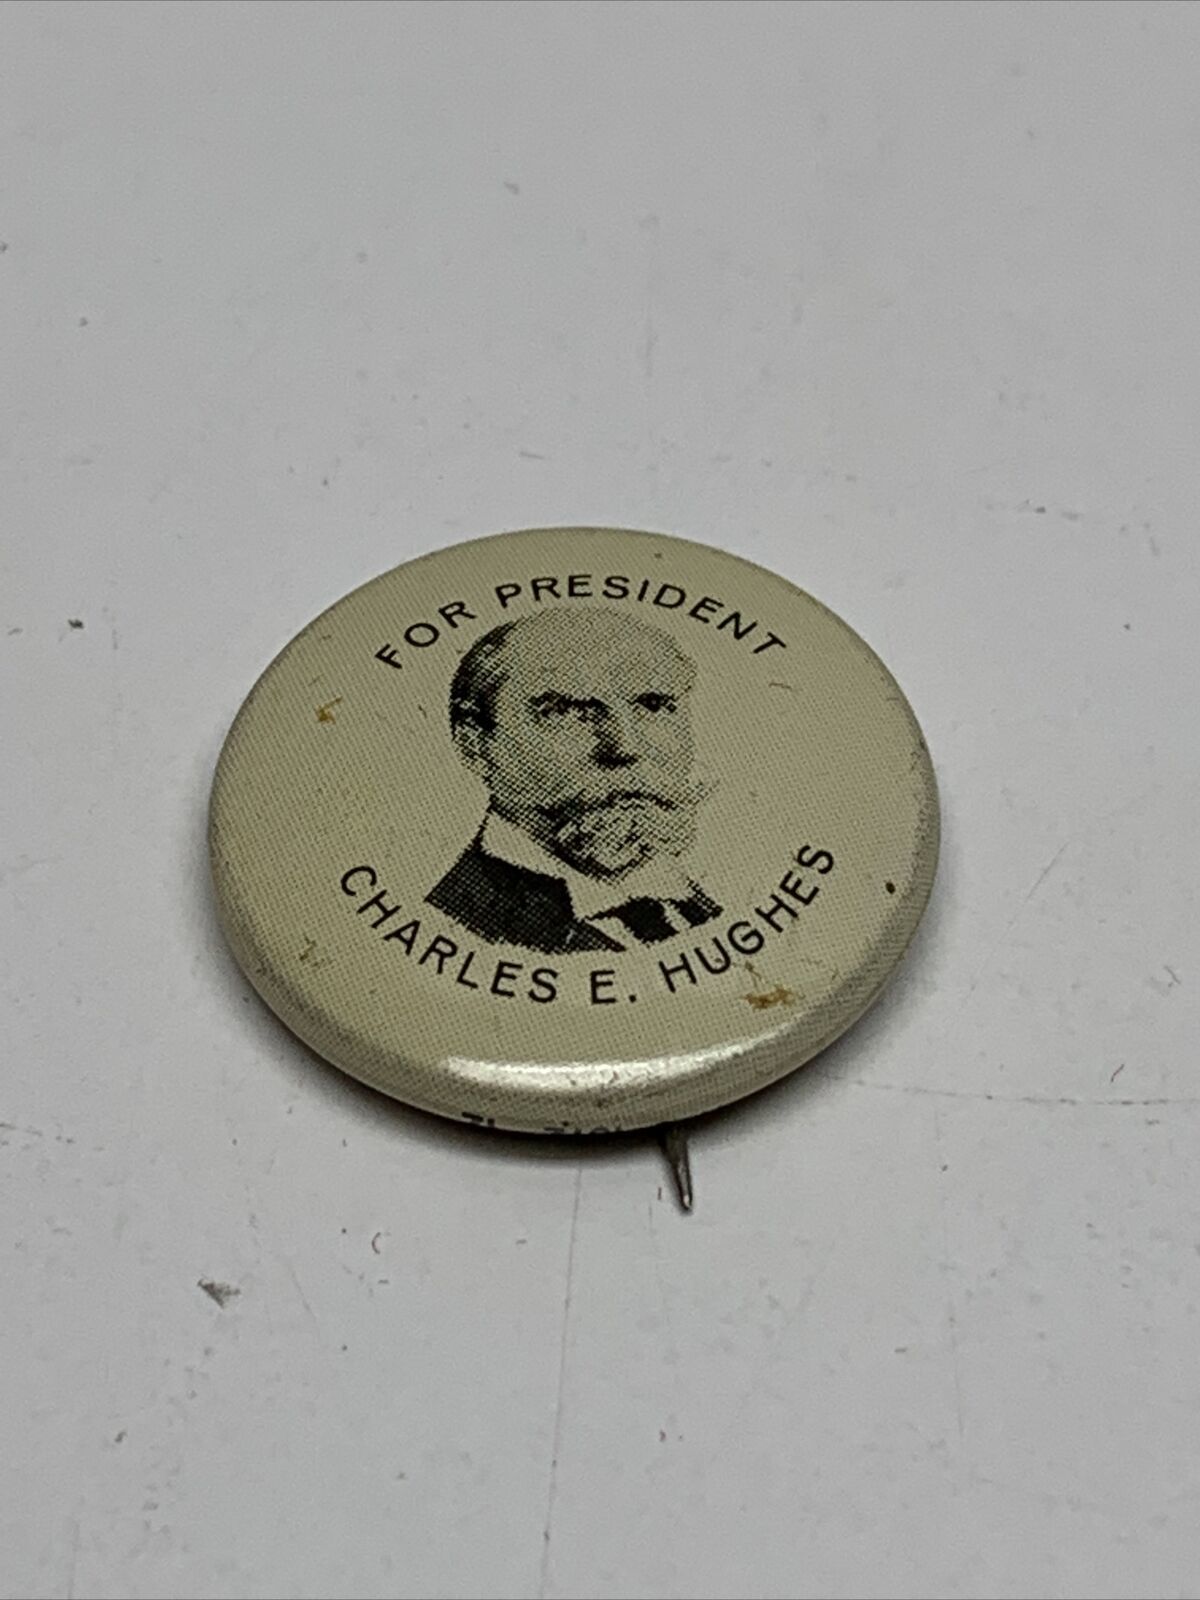 FOR PRESIDENT
CHARLES E. HUGHES